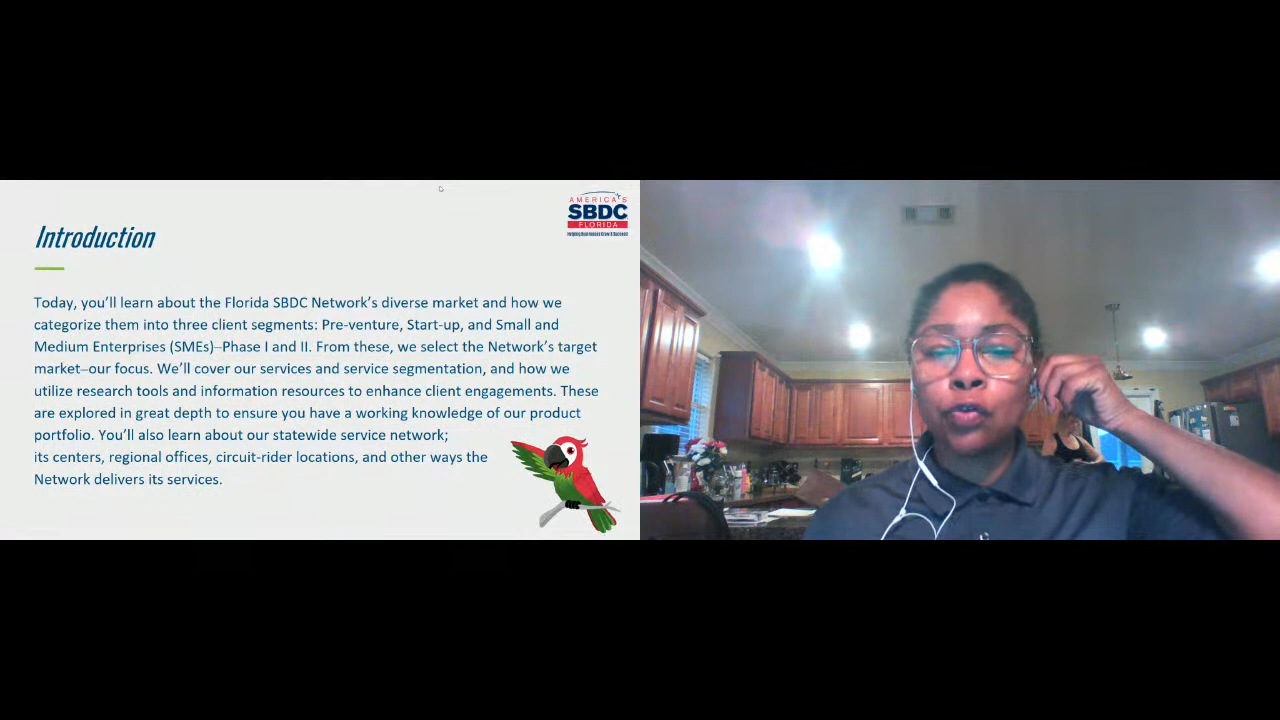 AMERICA'S
SBDC
FLORIDA
Helping Businesses Grow & Succeed
Introduction
Today, you'll learn about the Florida SBDC Network's diverse market and how we
categorize them into three client segments: Pre-venture, Start-up, and Small and
Medium Enterprises (SMEs)–Phase I and II. From these, we select the Network's target
market–our focus. We'll cover our services and service segmentation, and how we
utilize research tools and information resources to enhance client engagements. These
are explored in great depth to ensure you have a working knowledge of our product
portfolio. You'll also learn about our statewide service network;
its centers, regional offices, circuit-rider locations, and other ways the
Network delivers its services.